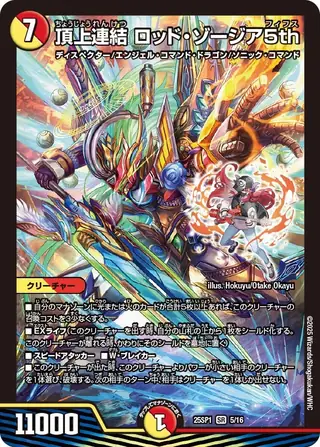 7
ちょうじょうれんけつ
フィフス
頂上連結 ロッド・ゾージア5th
ディスペクター/エンジェル・コマンド・ドラゴン/ソニック・コマンド
illus.Hokuyu/Otake Okayu
クリーチャー
■自分のマナゾーンに光または火のカードが合計5枚以上あれば、このクリーチャーの
召喚コストを3少なくする。
■EXライフ(このクリーチャーを出す時、自分の山札の上から1枚をシールド化する。
このクリーチャーが離れる時、かわりにそのシールドを墓地に置く)
■スピードアタッカー ■W・ブレイカー
■このクリーチャーが出た時、このクリーチャーよりパワーが小さい相手のクリーチャー
を1体選び、破壊する。次の相手のターン中、相手はクリーチャーを1体しか出せない。
11000
25SP1 SR 5/16
©2025 Wizards/Shogakukan/WHC